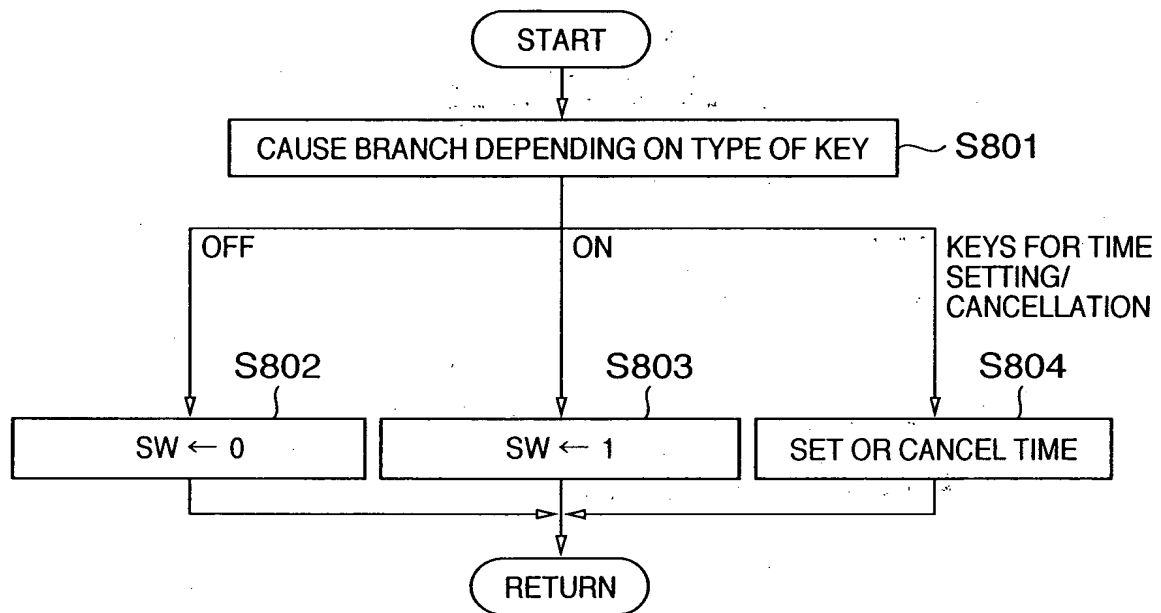 START
CAUSE BRANCH DEPENDING ON TYPE OF KEY
S801
OFF
ON
KEYS FOR TIME
SETTING/
CANCELLATION
S802
S803
S804
SW ← 0
SW ← 1
SET OR CANCEL TIME
RETURN